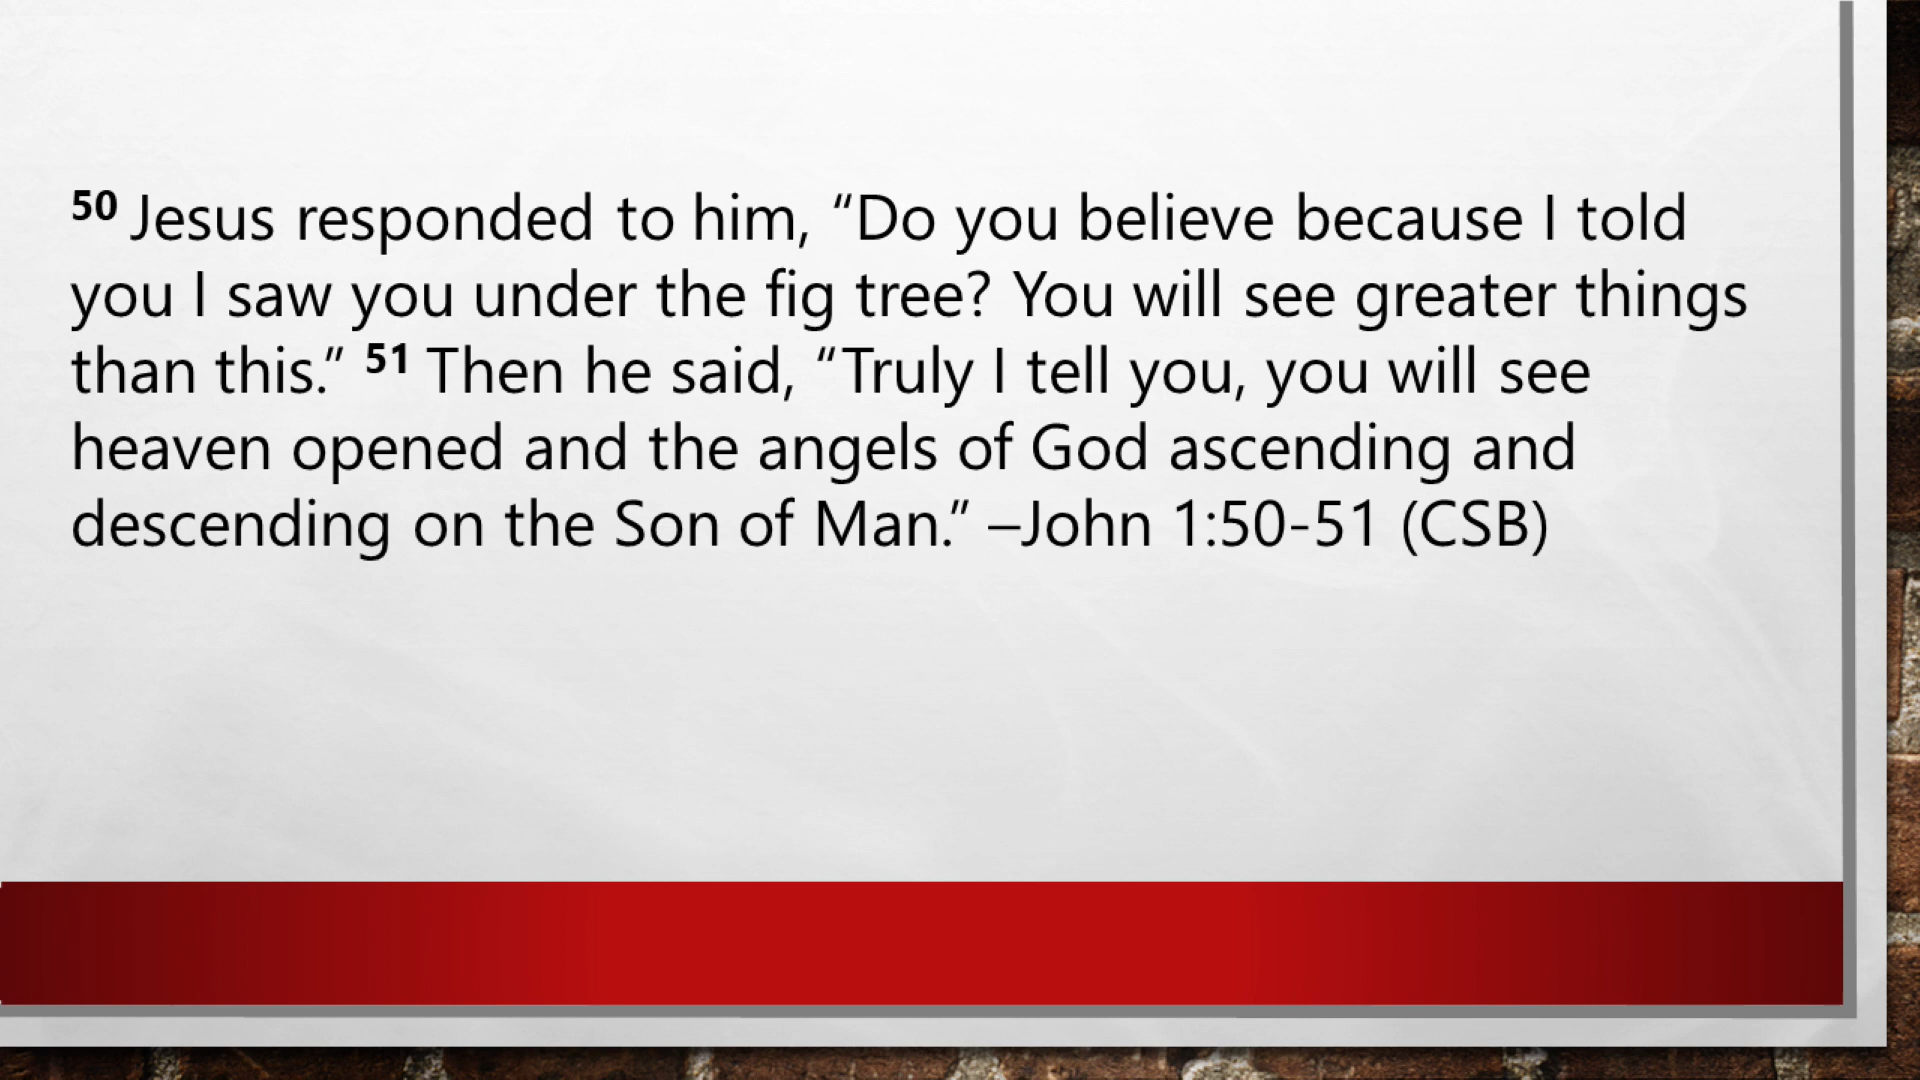 50 Jesus responded to him, “Do you believe because I told
you I saw you under the fig tree? You will see greater things
than this.” 51 Then he said, “Truly I tell you, you will see
heaven opened and the angels of God ascending and
descending on the Son of Man.” –John 1:50-51 (CSB)